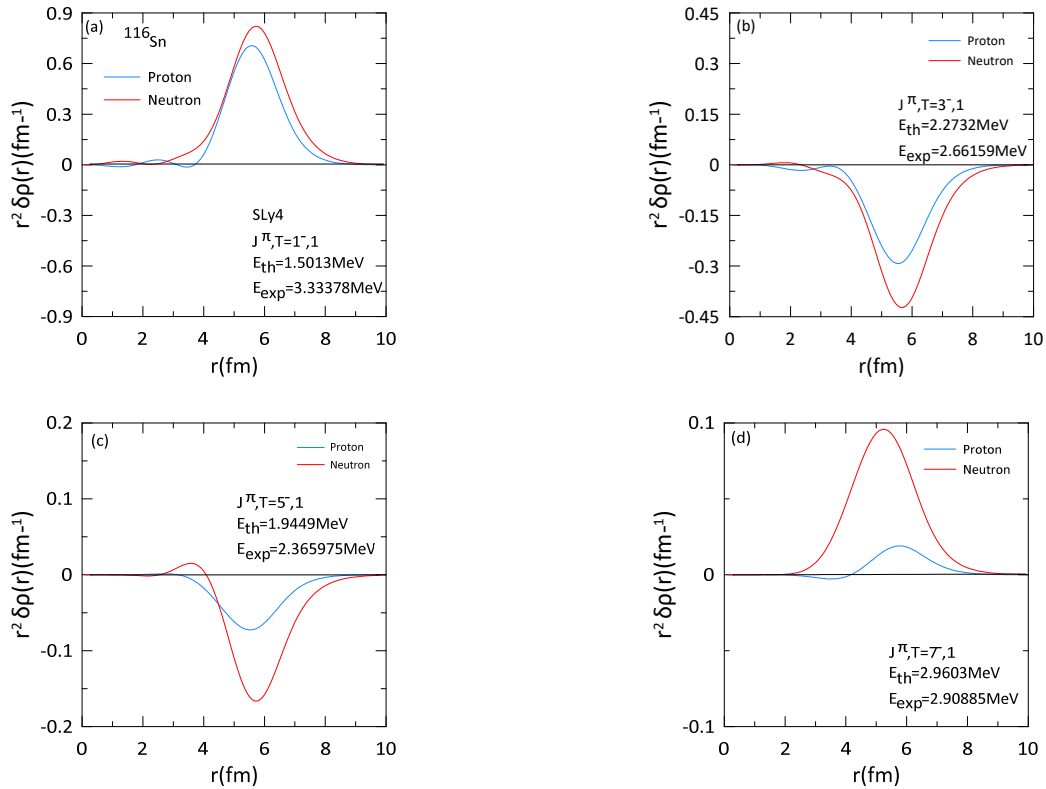 (a)
¹¹⁶Sn
Proton
Neutron
0.9
0.6
0.3
0
-0.3
-0.6
-0.9
r² δρ(r)(fm-¹)
SLy4
Jπ,T=1-,1
Eth=1.5013MeV
Eexp=3.33378MeV
0 2 4 6 8 10
r(fm)
(b)
Proton
Neutron
0.45
0.3
0.15
0
-0.15
-0.3
-0.45
r² δρ(r)(fm-¹)
Jπ,T=3-,1
Eth=2.2732MeV
Eexp=2.66159MeV
0 2 4 6 8 10
r(fm)
(c)
Proton
Neutron
0.2
0.1
0
-0.1
-0.2
r² δρ(r)(fm-¹)
Jπ,T=5-,1
Eth=1.9449MeV
Eexp=2.365975MeV
0 2 4 6 8 10
r(fm)
(d)
Proton
Neutron
0.1
0
-0.1
r² δρ(r)(fm-¹)
Jπ,T=7-,1
Eth=2.9603MeV
Eexp=2.90885MeV
0 2 4 6 8 10
r(fm)